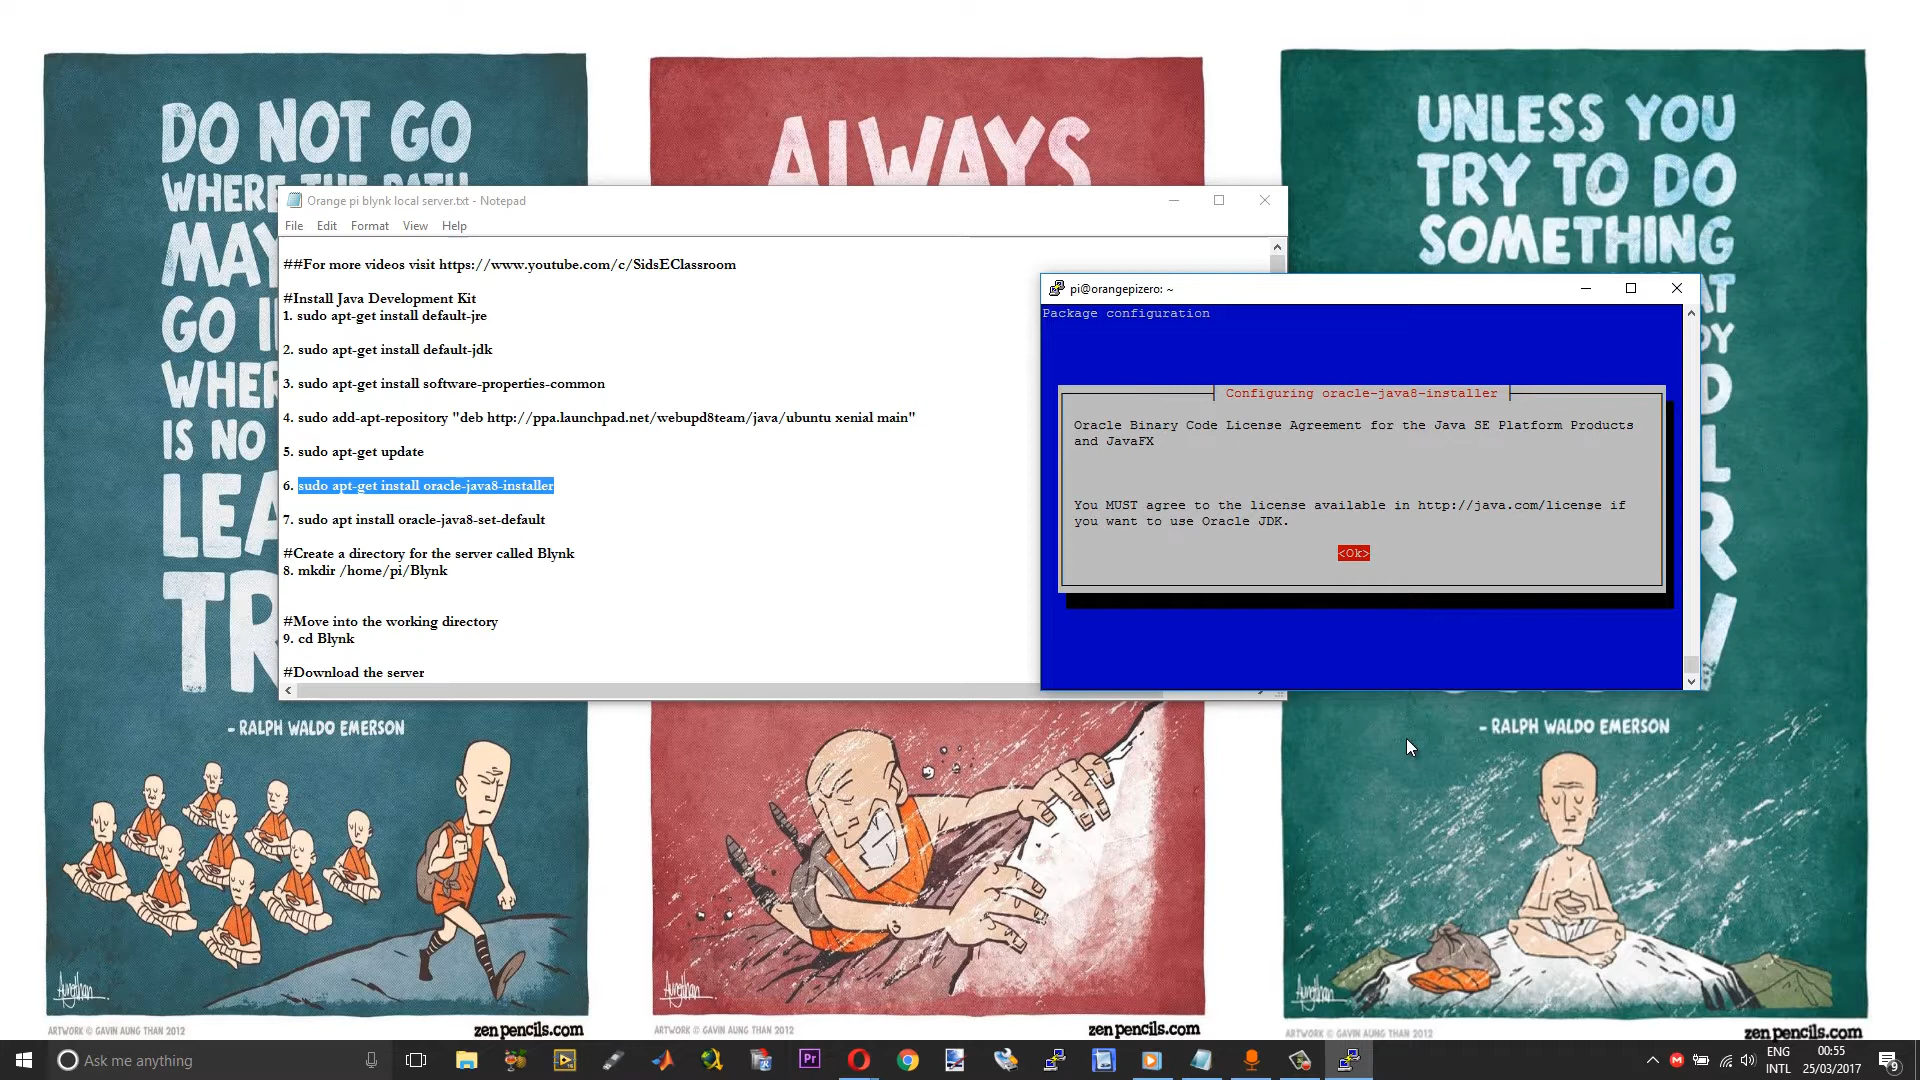 DO NOT GO
WHERE THE PATH
MAY
GO I
WHER
IS NO
LEA
TR
- RALPH WALDO EMERSON
ARTWORK © GAVIN AUNG THAN 2012
zenpencils.com
ALWAYS
ARTWORK © GAVIN AUNG THAN 2012
zenpencils.com
UNLESS YOU
TRY TO DO
SOMETHING
- RALPH WALDO EMERSON
ARTWORK © GAVIN AUNG THAN 2012
zenpencils.com
Orange pi blynk local server.txt - Notepad
File Edit Format View Help
##For more videos visit https://www.youtube.com/c/SidsEClassroom
#Install Java Development Kit
1. sudo apt-get install default-jre
2. sudo apt-get install default-jdk
3. sudo apt-get install software-properties-common
4. sudo add-apt-repository "deb http://ppa.launchpad.net/webupd8team/java/ubuntu xenial main"
5. sudo apt-get update
6. sudo apt-get install oracle-java8-installer
7. sudo apt install oracle-java8-set-default
#Create a directory for the server called Blynk
8. mkdir /home/pi/Blynk
#Move into the working directory
9. cd Blynk
#Download the server
pi@orangepizero: ~
Package configuration
Configuring oracle-java8-installer
Oracle Binary Code License Agreement for the Java SE Platform Products
and JavaFX
You MUST agree to the license available in http://java.com/license if
you want to use Oracle JDK.
<Ok>
Ask me anything
Pr
ENG
INTL
00:55
25/03/2017
9